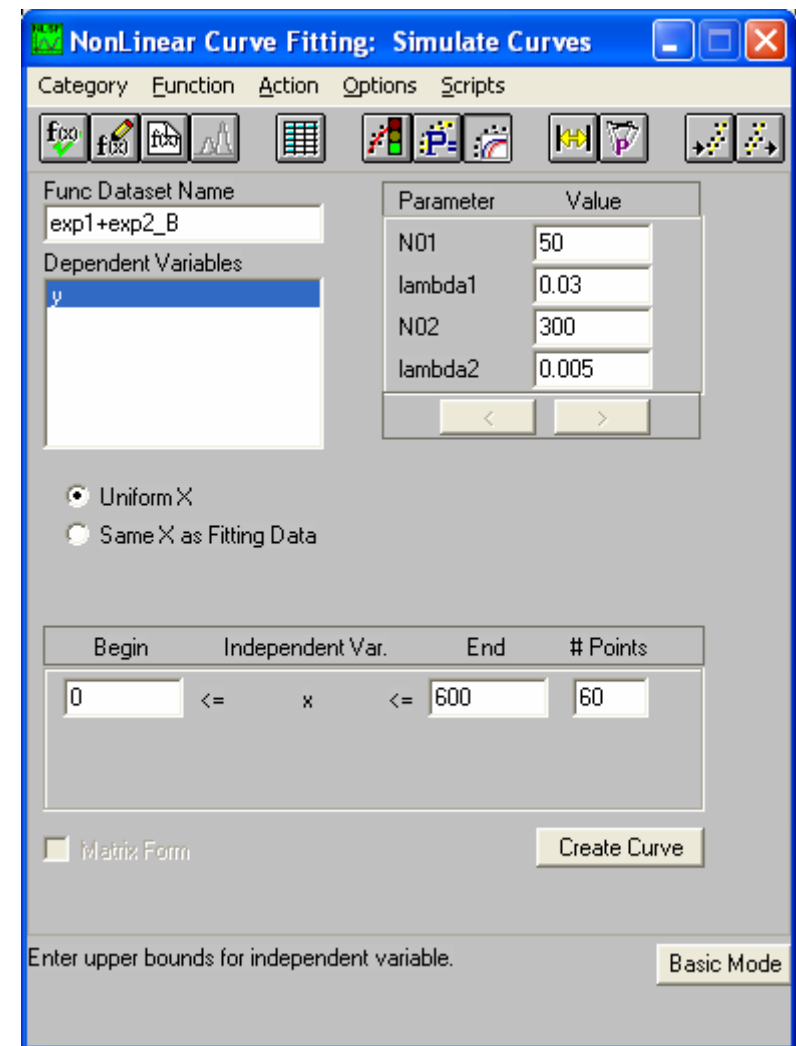 NonLinear Curve Fitting: Simulate Curves
Category Function Action Options Scripts
Func Dataset Name
exp1+exp2_B
Dependent Variables
y
Parameter Value
N01 50
lambda1 0.03
N02 300
lambda2 0.005
< >
Uniform X
Same X as Fitting Data
Begin Independent Var. End # Points
0 <= x <= 600 60
Matrix Form
Create Curve
Enter upper bounds for independent variable.
Basic Mode